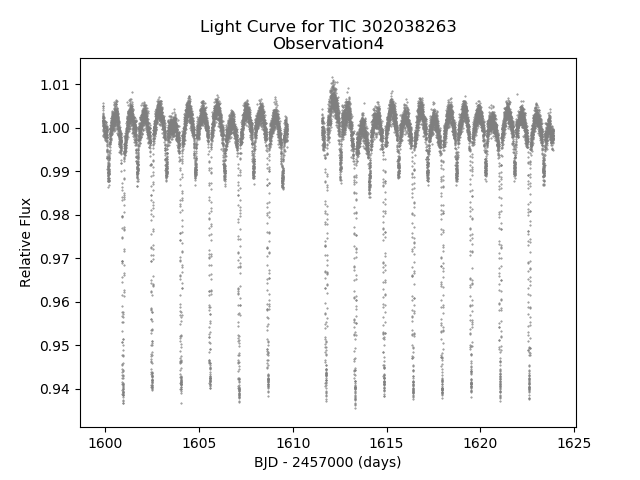 Light Curve for TIC 302038263
Observation4
1.01
1.00
0.99
0.98
0.97
0.96
0.95
0.94
Relative Flux
1600 1605 1610 1615 1620 1625
BJD - 2457000 (days)